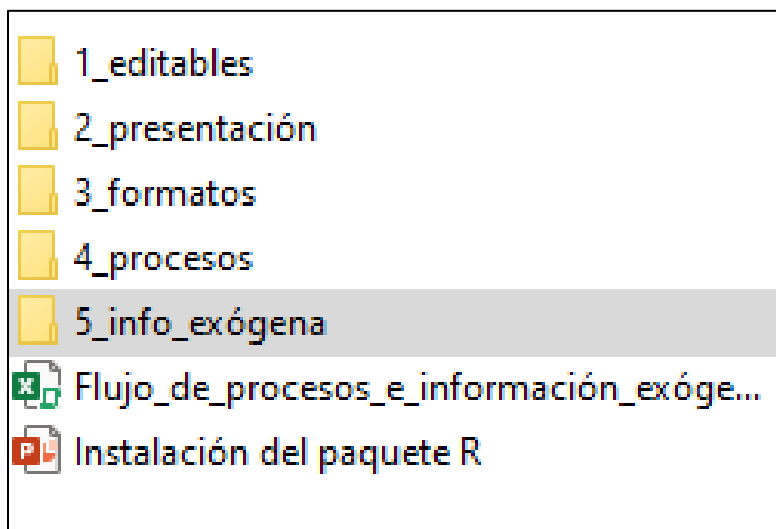 1_editables
2_presentación
3_formatos
4_procesos
5_info_exógena
Flujo_de_procesos_e_información_exóge...
Instalación del paquete R